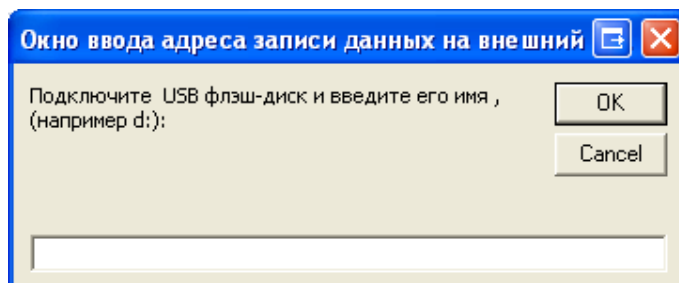 Окно ввода адреса записи данных на внешний
Подключите USB флэш-диск и введите его имя ,
(например d:):
OK
Cancel